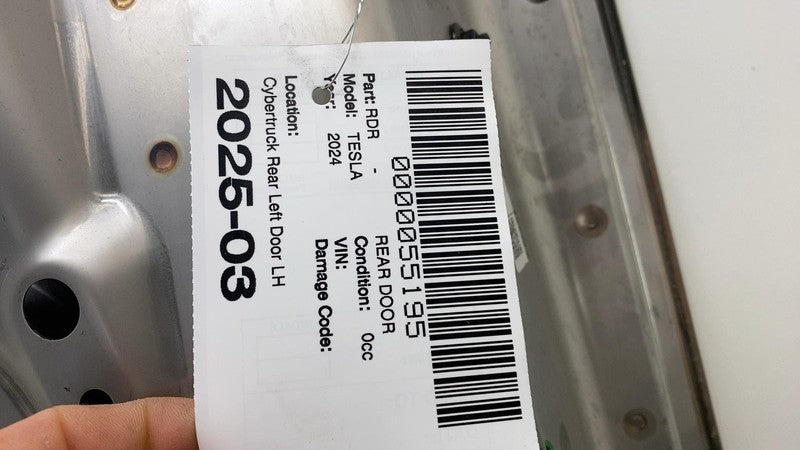 0000055195
Part: RDR - REAR DOOR
Model: TESLA Condition: 0cc
Year: 2024 VIN:
Damage Code:
Location:
Cybertruck Rear Left Door LH
2025-03